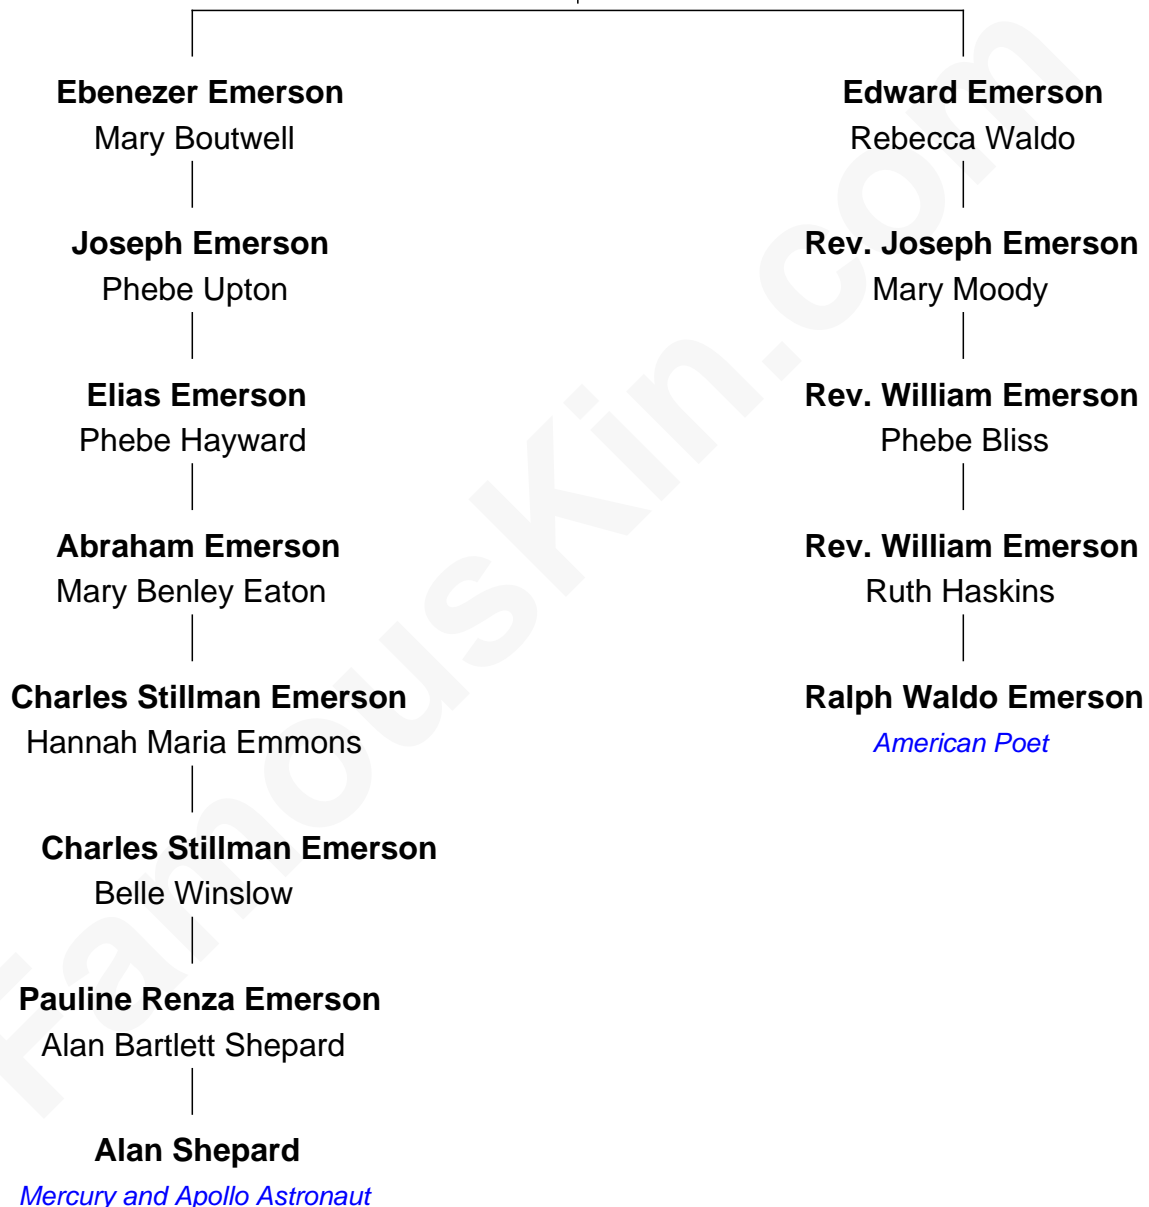 Ebenezer Emerson
Mary Boutwell
Joseph Emerson
Phebe Upton
Elias Emerson
Phebe Hayward
Abraham Emerson
Mary Benley Eaton
Charles Stillman Emerson
Hannah Maria Emmons
Charles Stillman Emerson
Belle Winslow
Pauline Renza Emerson
Alan Bartlett Shepard
Alan Shepard
Mercury and Apollo Astronaut
Edward Emerson
Rebecca Waldo
Rev. Joseph Emerson
Mary Moody
Rev. William Emerson
Phebe Bliss
Rev. William Emerson
Ruth Haskins
Ralph Waldo Emerson
American Poet
FamousKin.com